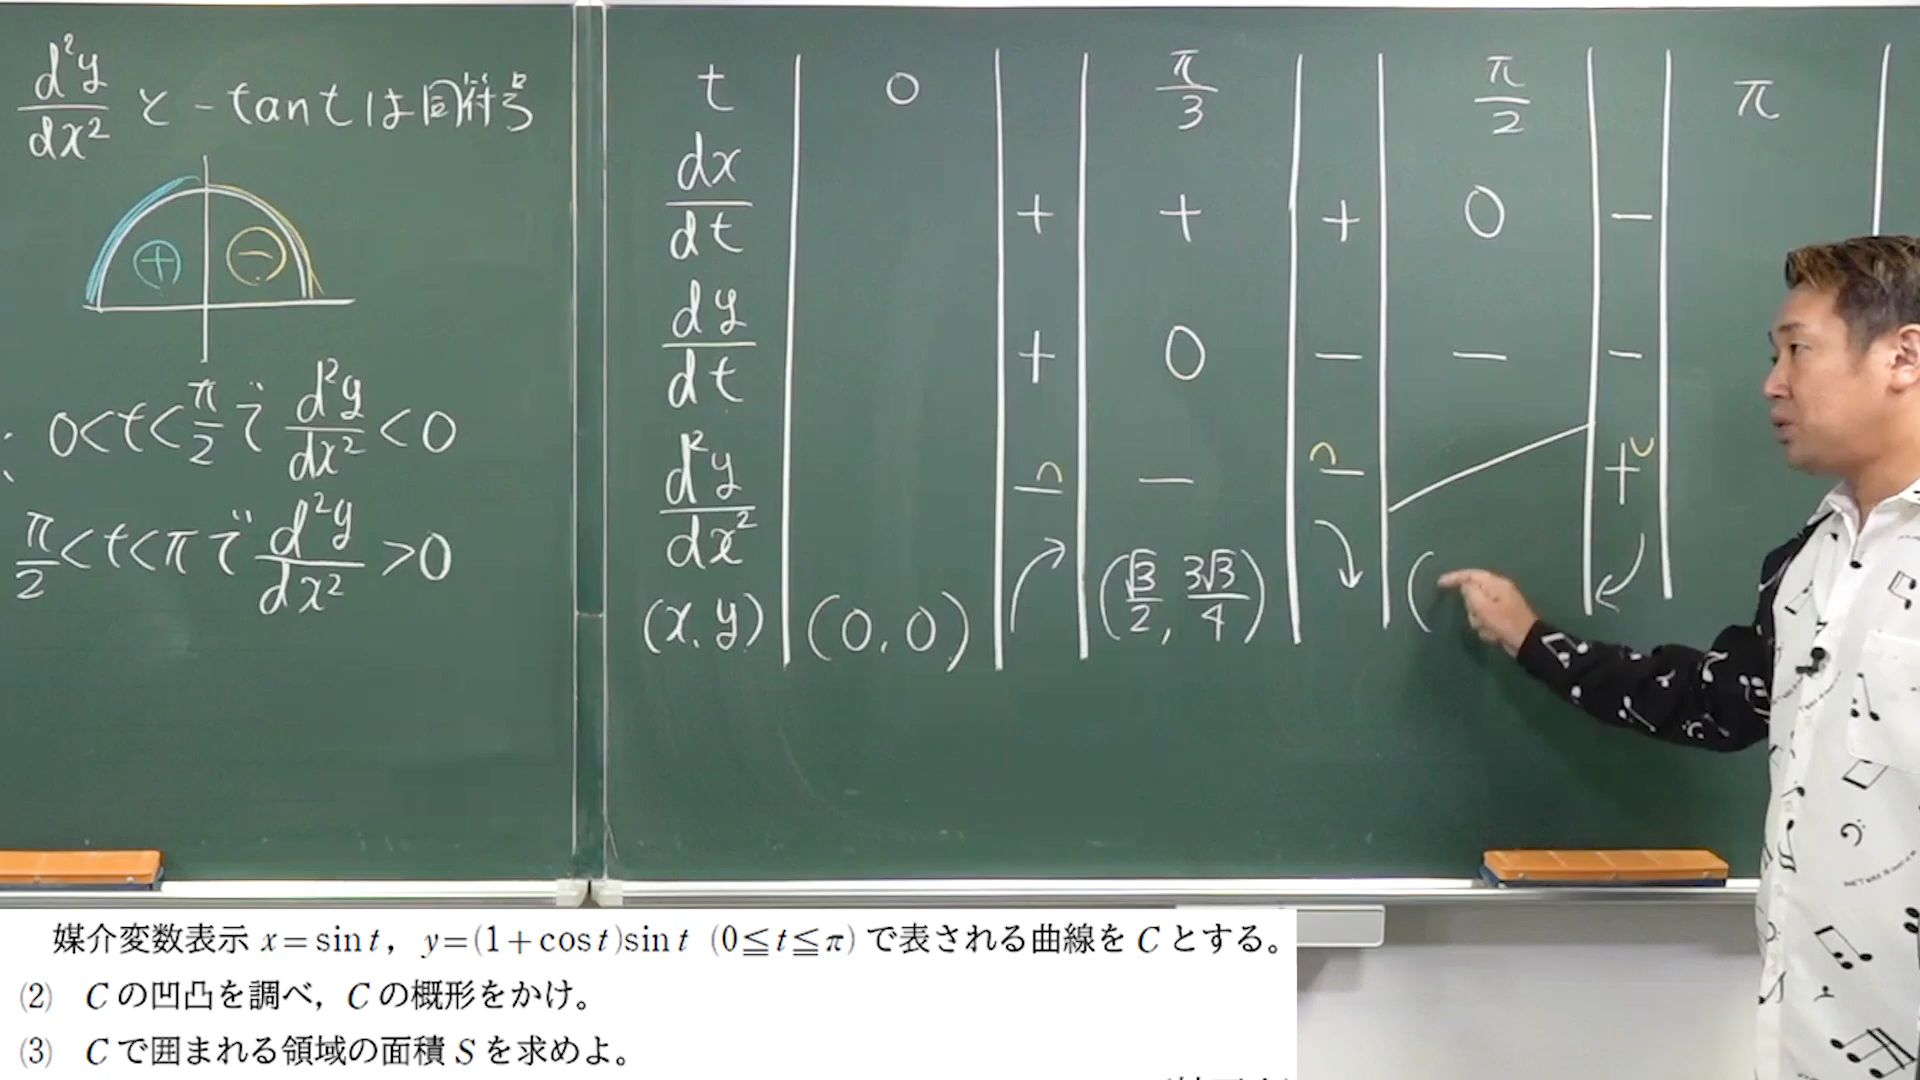 d²y/dx² と -tant は同符号
⊕ ⊖
0<t<π/2 で d²y/dx² < 0
π/2<t<π で d²y/dx² >0
t 0 π/3 π/2 π
dx/dt + + + 0 −
dy/dt + 0 − − −
d²y/dx² − − − +
(x, y) (0, 0) (√3/2, 3√3/4) (
媒介変数表示 x=sin t, y=(1+cos t)sin t (0≦t≦π) で表される曲線を C とする。
(2) C の凹凸を調べ, C の概形をかけ。
(3) C で囲まれる領域の面積 S を求めよ。